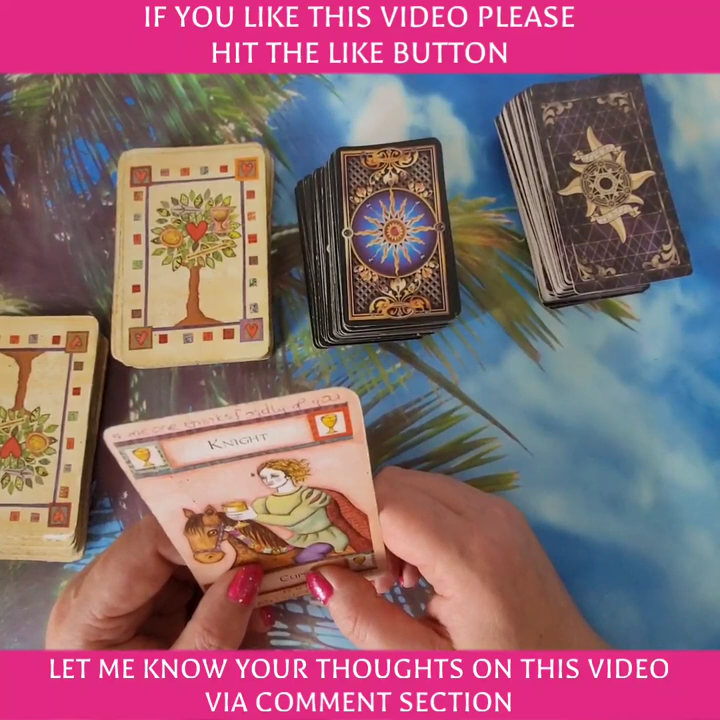 IF YOU LIKE THIS VIDEO PLEASE
HIT THE LIKE BUTTON
KNIGHT
LET ME KNOW YOUR THOUGHTS ON THIS VIDEO
VIA COMMENT SECTION